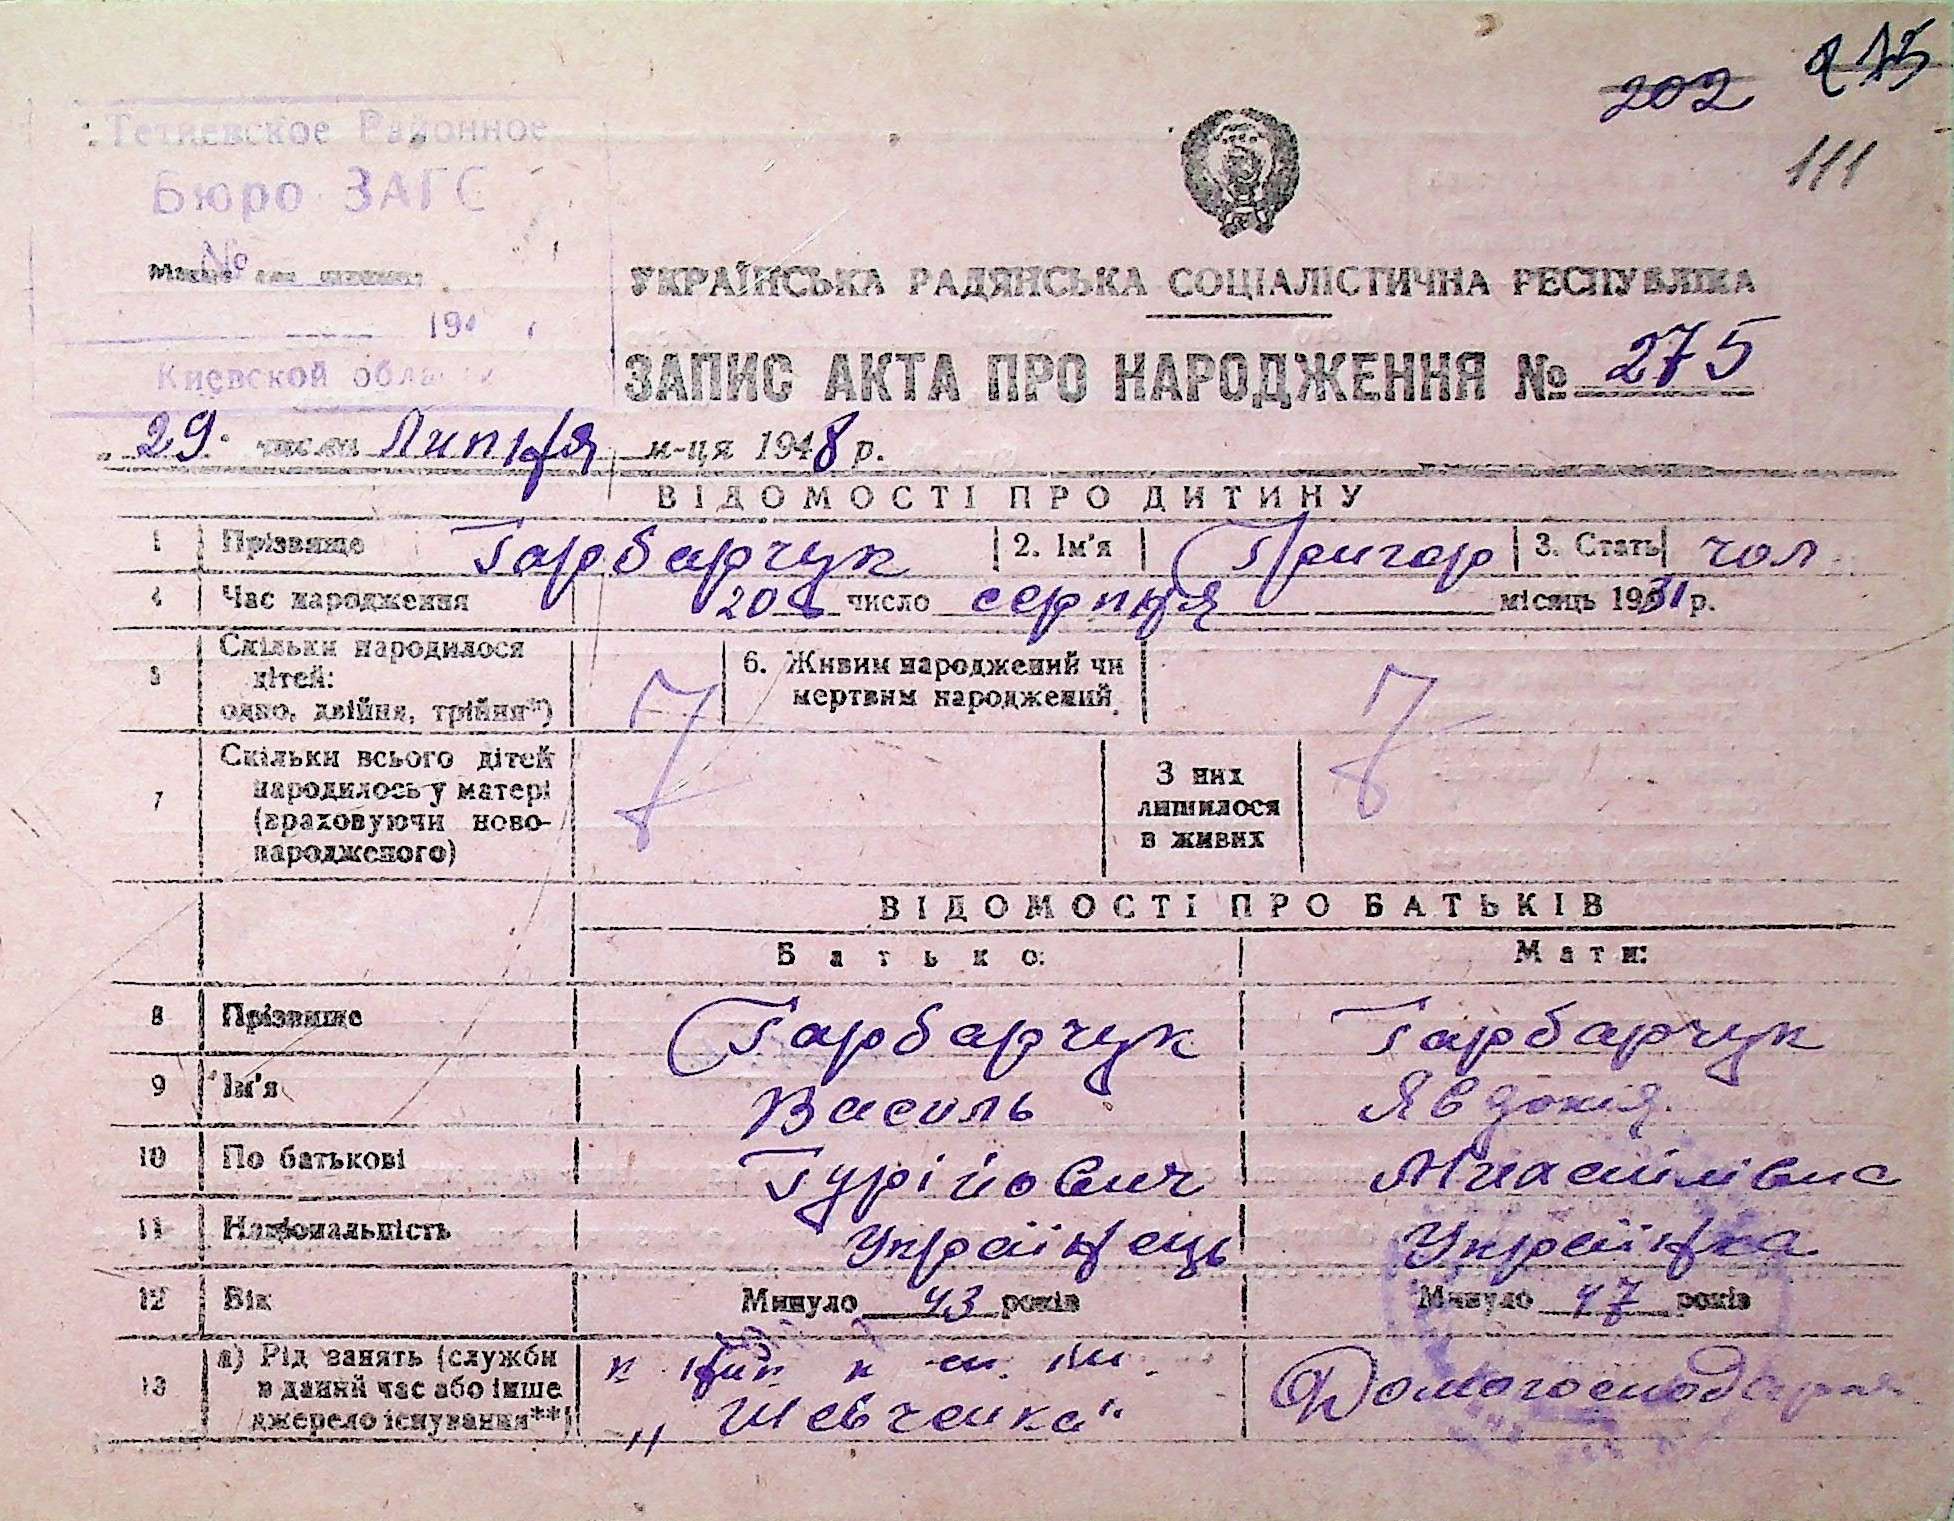 202 275
111
Тетиевское Районное
Бюро ЗАГС
№
194
Киевской области
УКРАЇНСЬКА РАДЯНСЬКА СОЦІАЛІСТИЧНА РЕСПУБЛІКА
ЗАПИС АКТА ПРО НАРОДЖЕННЯ № 275
„29" числа Липня м-ця 1948 р.
ВІДОМОСТІ ПРО ДИТИНУ
1 Прізвище Гарбарчук 2. Ім'я Григор 3. Стать чол
4 Час народження 20 число серпня місяць 1931 р.
5 Скільки народилося дітей: одно, двійня, трійня*) 6. Живим народжений чи мертвим народжений
7 Скільки всього дітей народилось у матері (враховуючи новонародженого) З них лишилося в живих
ВІДОМОСТІ ПРО БАТЬКІВ
Батько: Мати:
8 Прізвище Гарбарчук Гарбарчук
9 Ім'я Василь Явдокія
10 По батькові Гурійович
11 Національність Українець Українка
12 Вік Минуло 43 років Минуло 47 років
13 а) Рід занять (служби в даний час або інше джерело існування**)
„Шевченка" Домогосподарка